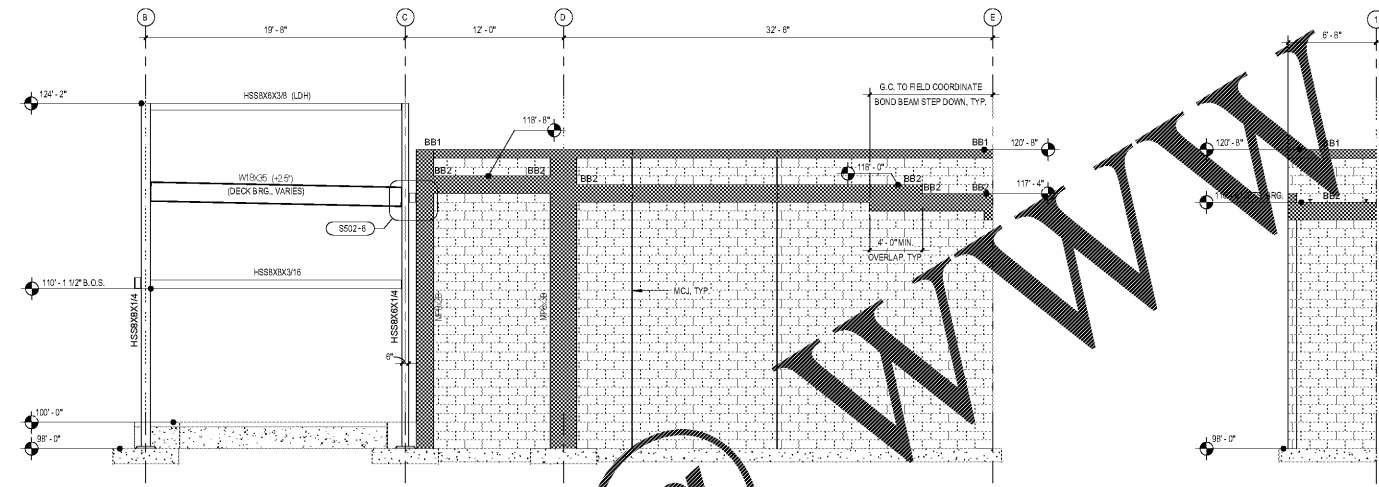 B
C
D
E
1
19' - 8"
12' - 0"
32' - 6"
6' - 8"
124' - 2"
HSS8X8X3/8 (LDH)
G.C. TO FIELD COORDINATE
BOND BEAM STEP DOWN, TYP.
118' - 8"
BB1
BB1
120' - 8"
120' - 8"
BB1
W18x35 (+2.5")
(DECK BRG., VARIES)
BB2
BB2
BB2
118' - 0"
BB2
BB2
BB2
117' - 4"
BRG.
BB2
S502-6
4' - 0" MIN.
OVERLAP, TYP.
HSS8X8X3/16
110' - 1 1/2" B.O.S.
MCJ, TYP.
HSS8X8X1/4
HSS8X6X1/4
6"
100' - 0"
98' - 0"
98' - 0"
WWW